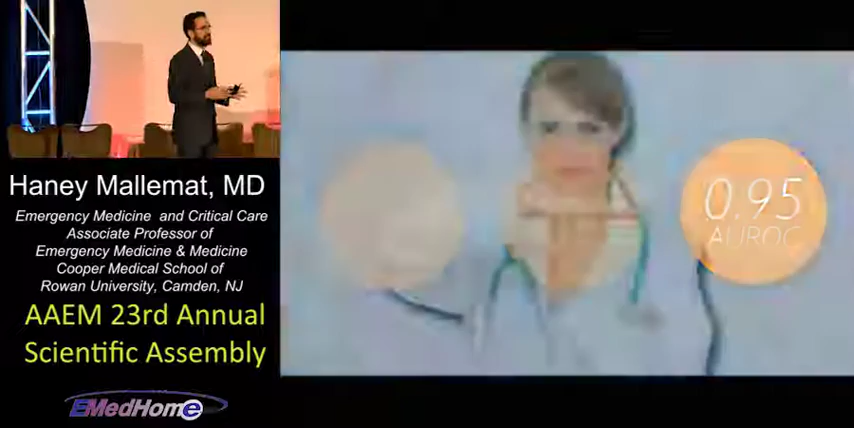 Haney Mallemat, MD
Emergency Medicine and Critical Care
Associate Professor of
Emergency Medicine & Medicine
Cooper Medical School of
Rowan University, Camden, NJ
AAEM 23rd Annual
Scientific Assembly
EMedHome
0.95
AUROC